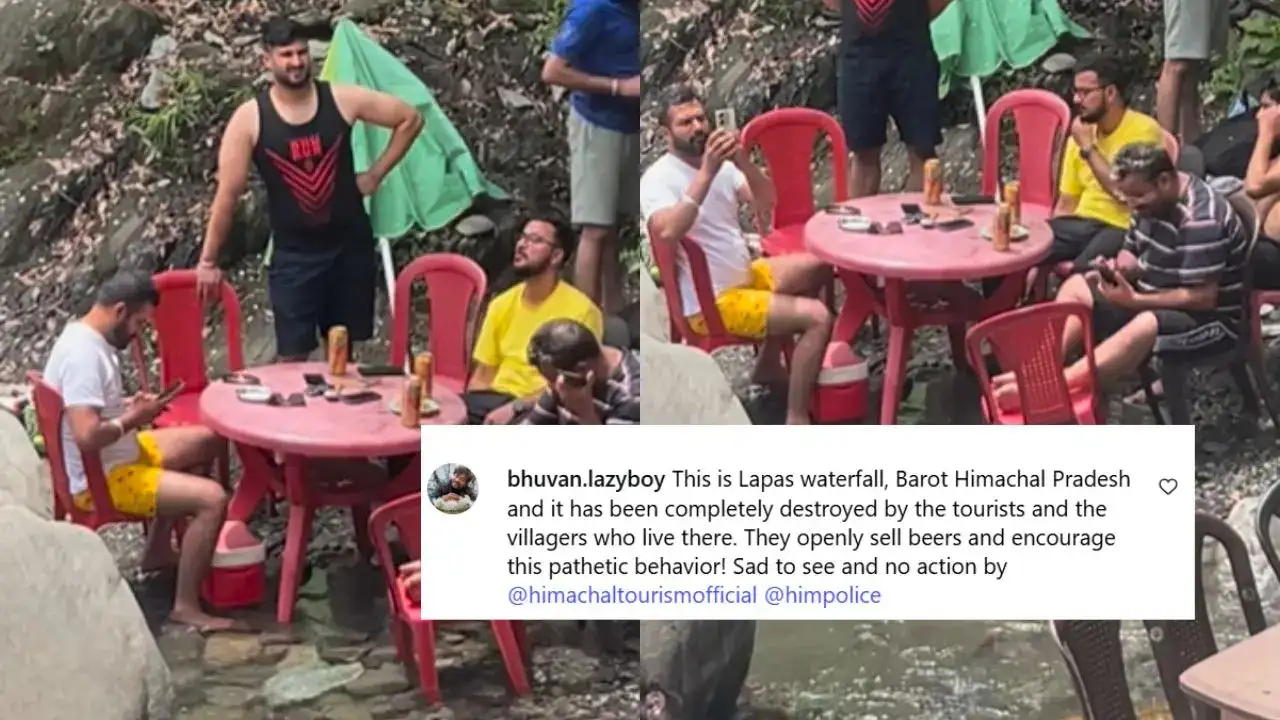 RUN
bhuvan.lazyboy This is Lapas waterfall, Barot Himachal Pradesh
and it has been completely destroyed by the tourists and the
villagers who live there. They openly sell beers and encourage
this pathetic behavior! Sad to see and no action by
@himachaltourismofficial @himpolice